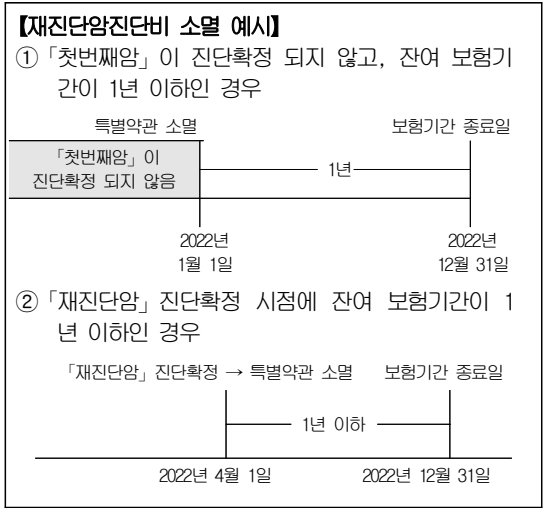 【재진단암진단비 소멸 예시】
①「첫번째암」이 진단확정 되지 않고, 잔여 보험기
간이 1년 이하인 경우
특별약관 소멸 보험기간 종료일
「첫번째암」이
진단확정 되지 않음
1년
2022년 2022년
1월 1일 12월 31일
②「재진단암」진단확정 시점에 잔여 보험기간이 1
년 이하인 경우
「재진단암」진단확정 → 특별약관 소멸 보험기간 종료일
1년 이하
2022년 4월 1일 2022년 12월 31일